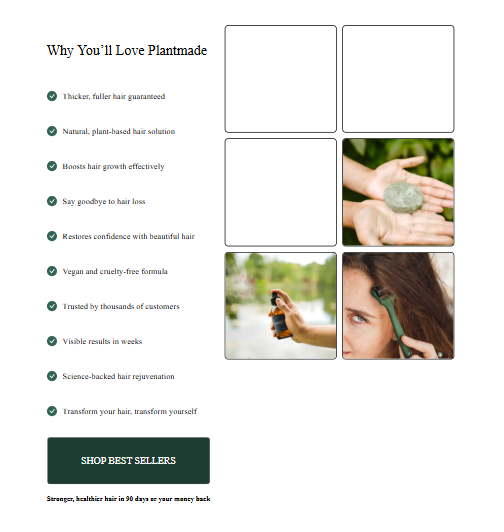 Why You'll Love Plantmade
Thicker, fuller hair guaranteed
Natural, plant-based hair solution
Boosts hair growth effectively
Say goodbye to hair loss
Restores confidence with beautiful hair
Vegan and cruelty-free formula
Trusted by thousands of customers
Visible results in weeks
Science-backed hair rejuvenation
Transform your hair, transform yourself
SHOP BEST SELLERS
Stronger, healthier hair in 90 days or your money back